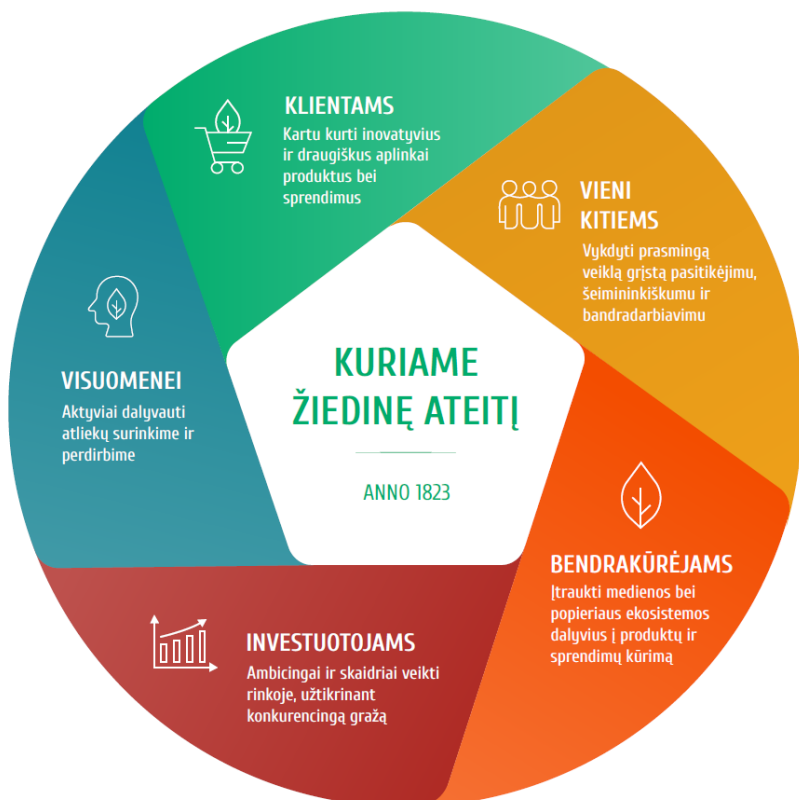 KLIENTAMS
Kartu kurti inovatyvius
ir draugiškus aplinkai
produktus bei
sprendimus
VIENI
KITIEMS
Vykdyti prasmingą
veiklą grįstą pasitikėjimu,
šeimininkiškumu ir
bandradarbiavimu
KURIAME
ŽIEDINĘ ATEITĮ
ANNO 1823
VISUOMENEI
Aktyviai dalyvauti
atliekų surinkime ir
perdirbime
BENDRAKŪRĖJAMS
Įtraukti medienos bei
popieriaus ekosistemos
dalyvius į produktų ir
sprendimų kūrimą
INVESTUOTOJAMS
Ambicingai ir skaidriai veikti
rinkoje, užtikrinant
konkurencingą grąžą